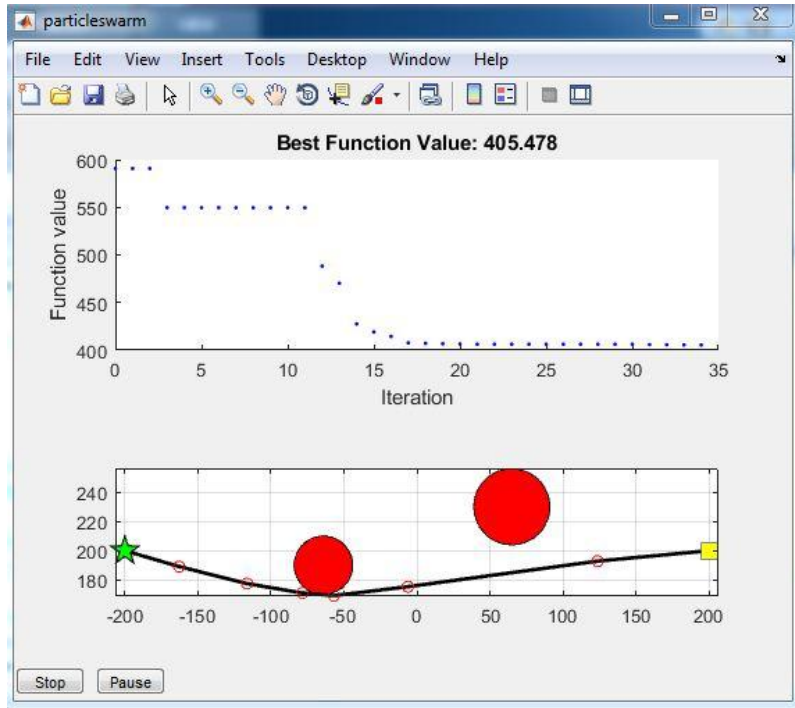 particleswarm
File Edit View Insert Tools Desktop Window Help
Best Function Value: 405.478
Function value
600
550
500
450
400
0 5 10 15 20 25 30 35
Iteration
240
220
200
180
-200 -150 -100 -50 0 50 100 150 200
Stop Pause